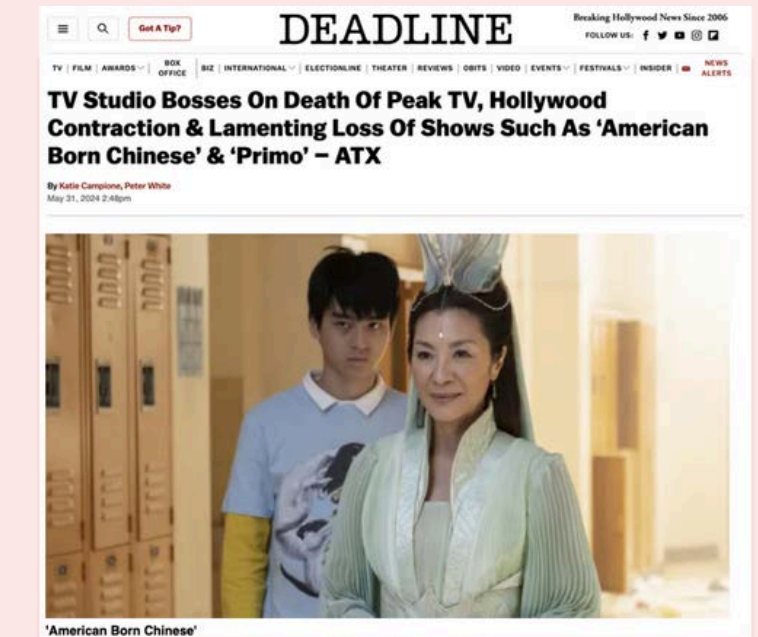 Got A Tip?
DEADLINE
Breaking Hollywood News Since 2006
FOLLOW US:
TV | FILM | AWARDS | BOX OFFICE | BIZ | INTERNATIONAL | ELECTIONLINE | THEATER | REVIEWS | OBITS | VIDEO | EVENTS | FESTIVALS | INSIDER | NEWS ALERTS
TV Studio Bosses On Death Of Peak TV, Hollywood
Contraction & Lamenting Loss Of Shows Such As ‘American
Born Chinese’ & ‘Primo’ – ATX
By Katie Campione, Peter White
May 31, 2024 2:48pm
'American Born Chinese'